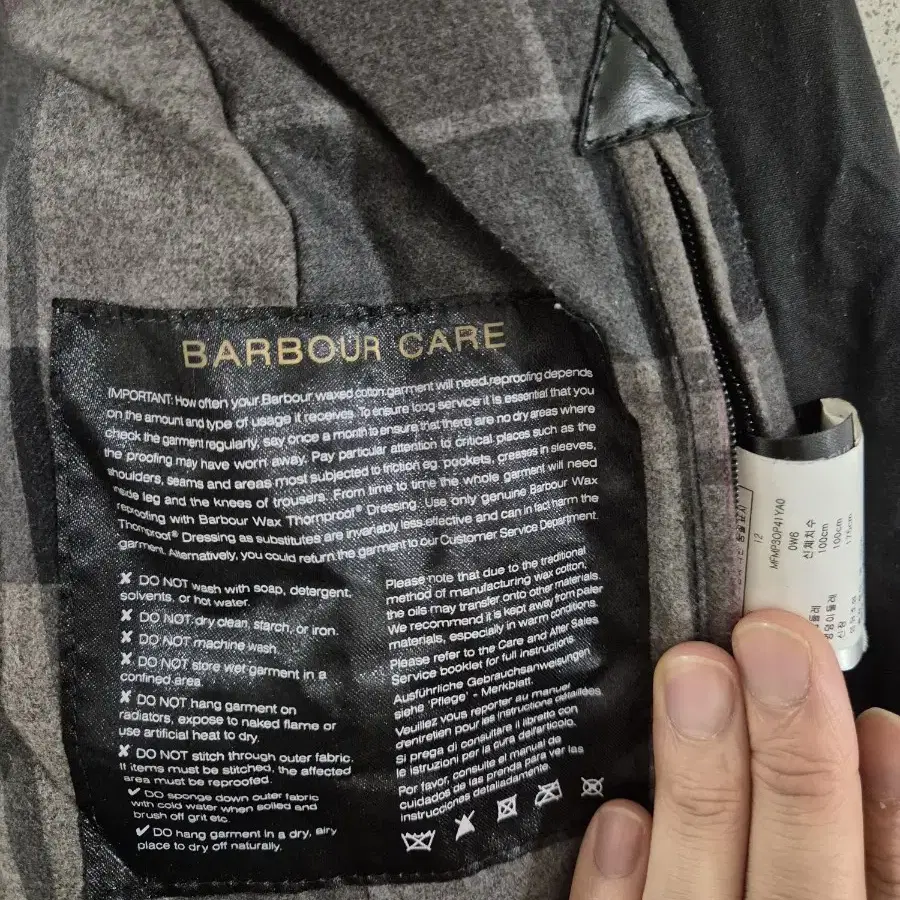 BARBOUR CARE
IMPORTANT: How often your Barbour waxed cotton garment will need reproofing depends
on the amount and type of usage it receives. To ensure long service it is essential that you
check the garment regularly, say once a month to ensure that there are no dry areas where
the proofing may have worn away. Pay particular attention to critical places such as the
shoulders, seams and areas most subjected to friction eg. pockets, creases in sleeves,
inside leg and the knees of trousers. From time to time the whole garment will need
reproofing with Barbour Wax Thornproof® Dressing. Use only genuine Barbour Wax
Thornproof® Dressing as substitutes are invariably less effective and can in fact harm the
garment. Alternatively, you could return the garment to our Customer Service Department.
✘ DO NOT wash with soap, detergent,
solvents, or hot water.
✘ DO NOT dry clean, starch, or iron.
✘ DO NOT machine wash.
✘ DO NOT store wet garment in a
confined area.
✘ DO NOT hang garment on
radiators, expose to naked flame or
use artificial heat to dry.
✘ DO NOT stitch through outer fabric.
If items must be stitched, the affected
area must be reproofed.
✔ DO sponge down outer fabric
with cold water when soiled and
brush off grit etc.
✔ DO hang garment in a dry, airy
place to dry off naturally.
Please note that due to the traditional
method of manufacturing wax cotton,
the oils may transfer onto other materials.
We recommend it is kept away from paler
materials, especially in warm conditions.
Please refer to the Care and After Sales
Service booklet for full instructions.
Ausführliche Gebrauchsanweisungen
siehe 'Pflege' - Merkblatt.
Veuillez vous reporter au manuel
d'entretien pour les instructions détaillées
Si prega di consultare il libretto con
le istruzioni per la cura dell'articolo.
Por favor, consulte el manual de
cuidados de las prenda para ver las
instrucciones detalladamente.
12
MFMP3OP41YA0
0W6
신체치수
100cm
100cm
175cm
엉덩이둘레
신장